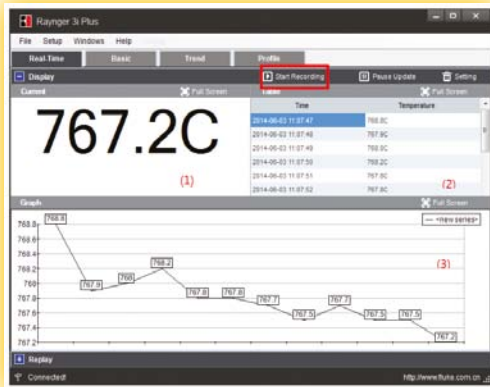 Raynger 3i Plus
File Setup Windows Help
Real-Time Basic Trend Profile
Display Start Recording Pause Update Setting
Current Full Screen Table Full Screen
Time Temperature
767.2C
2014-06-03 11:07:47 768.8C
2014-06-03 11:07:48 767.9C
2014-06-03 11:07:49 768.0C
2014-06-03 11:07:50 768.2C
2014-06-03 11:07:51 767.8C
2014-06-03 11:07:52 767.8C
(1) (2)
Graph Full Screen
<new series>
(3)
768.8
768.6
768.4
768.2
768
767.8
767.6
767.4
767.2
768.8
767.9
768
768.2
767.8
767.8
767.7
767.5
767.7
767.5
767.5
767.2
Replay
Connected! http://www.fluke.com.cn